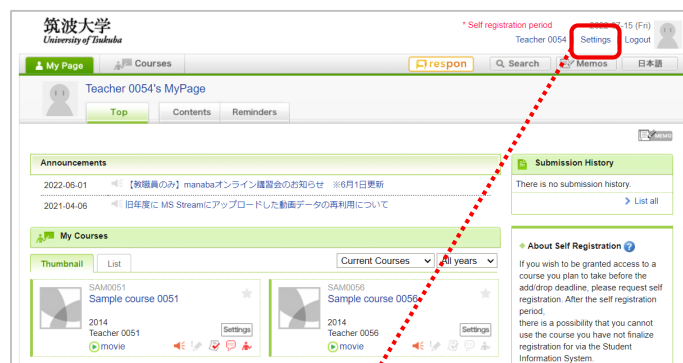 筑波大学
University of Tsukuba
* Self registration period
-15 (Fri)
Teacher 0054
Settings
Logout
My Page
Courses
respon
Search
Memos
日本語
Teacher 0054's MyPage
Top
Contents
Reminders
MEMO
Announcements
2022-06-01
【教職員のみ】manabaオンライン講習会のお知らせ ※6月1日更新
2021-04-06
旧年度に MS Streamにアップロードした動画データの再利用について
Submission History
There is no submission history.
List all
My Courses
Thumbnail
List
Current Courses
All years
SAM0051
Sample course 0051
2014
Teacher 0051
Settings
movie
SAM0056
Sample course 0056
2014
Teacher 0056
Settings
movie
About Self Registration
If you wish to be granted access to a
course you plan to take before the
add/drop deadline, please request self
registration. After the self registration
period,
there is a possibility that you cannot
use the course you have not finalize
registration for via the Student
Information System.